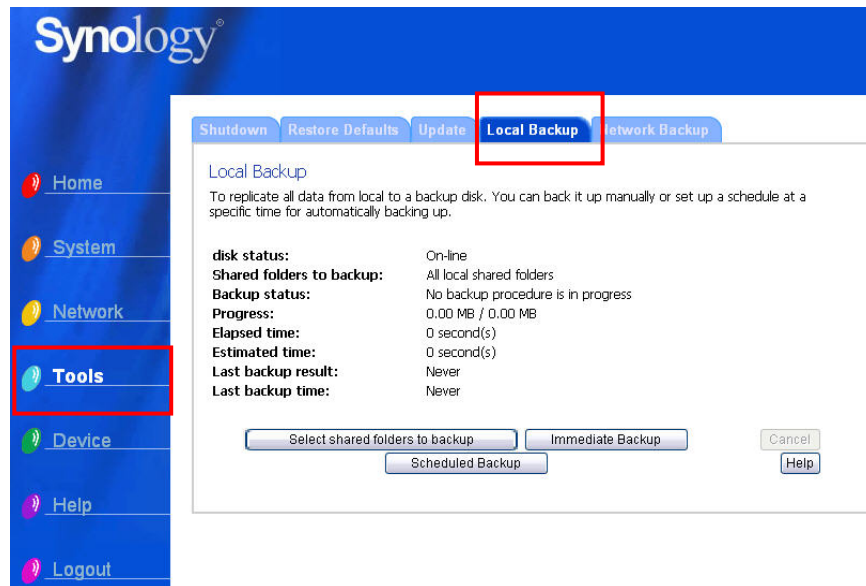 Synology®
Shutdown Restore Defaults Update Local Backup Network Backup
Home
System
Network
Tools
Device
Help
Logout
Local Backup
To replicate all data from local to a backup disk. You can back it up manually or set up a schedule at a
specific time for automatically backing up.
disk status: On-line
Shared folders to backup: All local shared folders
Backup status: No backup procedure is in progress
Progress: 0.00 MB / 0.00 MB
Elapsed time: 0 second(s)
Estimated time: 0 second(s)
Last backup result: Never
Last backup time: Never
Select shared folders to backup Immediate Backup Cancel
Scheduled Backup Help